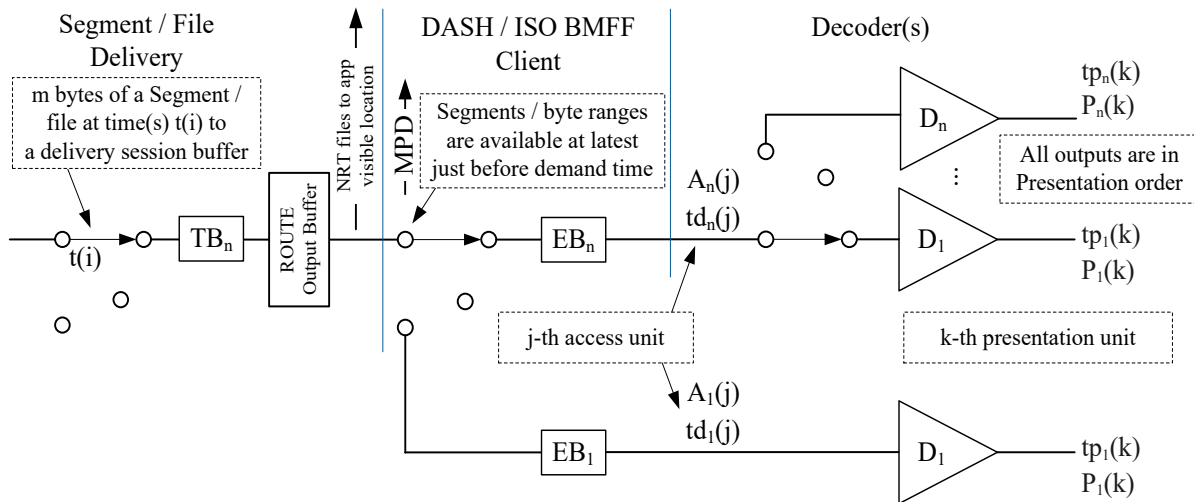 Segment / File
Delivery
m bytes of a Segment /
file at time(s) t(i) to
a delivery session buffer
t(i)
TBn
ROUTE
Output Buffer
NRT files to app
visible location
DASH / ISO BMFF
Client
MPD
Segments / byte ranges
are available at latest
just before demand time
EBn
EB1
Decoder(s)
An(j)
tdn(j)
j-th access unit
A1(j)
td1(j)
Dn
tpn(k)
Pn(k)
...
All outputs are in
Presentation order
D1
tp1(k)
P1(k)
k-th presentation unit
D1
tp1(k)
P1(k)